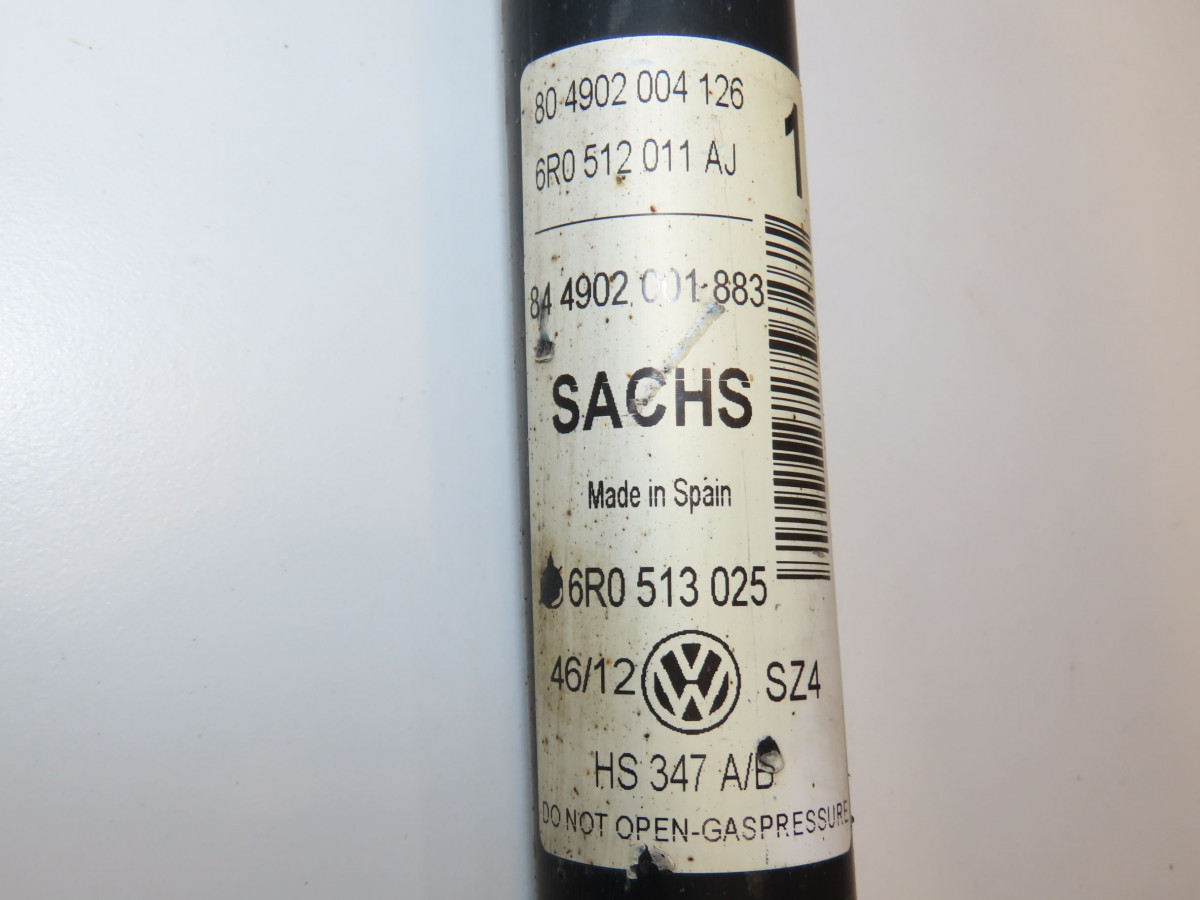 80 4902 004 126
1
6R0 512 011 AJ
84 4902 001 883
SACHS
Made in Spain
6R0 513 025
46/12 VW SZ4
HS 347 A/B
DO NOT OPEN-GASPRESSURE